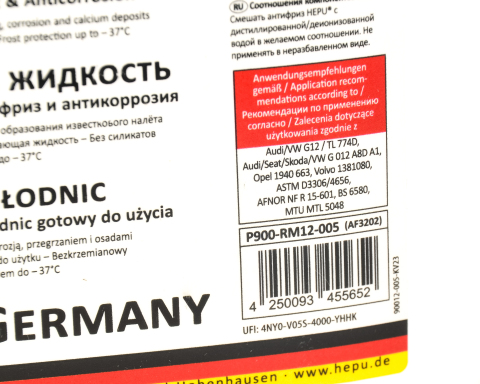 & Anticorrosion
, corrosion and calcium deposits
Frost protection up to – 37°C
ЖИДКОСТЬ
фриз и антикоррозия
образования известкового налёта
ающая жидкость – Без силикатов
до – 37°C
ŁODNIC
dnic gotowy do użycia
rozją, przegrzaniem i osadami
do użytku – Bezkrzemianowy
em do – 37°C
GERMANY
RU Соотношения компонентов
Смешать антифриз HEPU® с
дистиллированной/деионизованной
водой в желаемом соотношении. Не
применять в неразбавленном виде.
Anwendungsempfehlungen
gemäß / Application recom-
mendations according to /
Рекомендации по применению
согласно / Zalecenia dotyczące
użytkowania zgodnie z
Audi/VW G12 / TL 774D,
Audi/Seat/Skoda/VW G 012 A8D A1,
Opel 1940 663, Volvo 1381080,
ASTM D3306/4656,
AFNOR NF R 15-601, BS 6580,
MTU MTL 5048
P900-RM12-005 (AF3202)
4 250093 455652
90012-005-KV23
UFI: 4NY0-V05S-4000-YHHK
· www.hepu.de